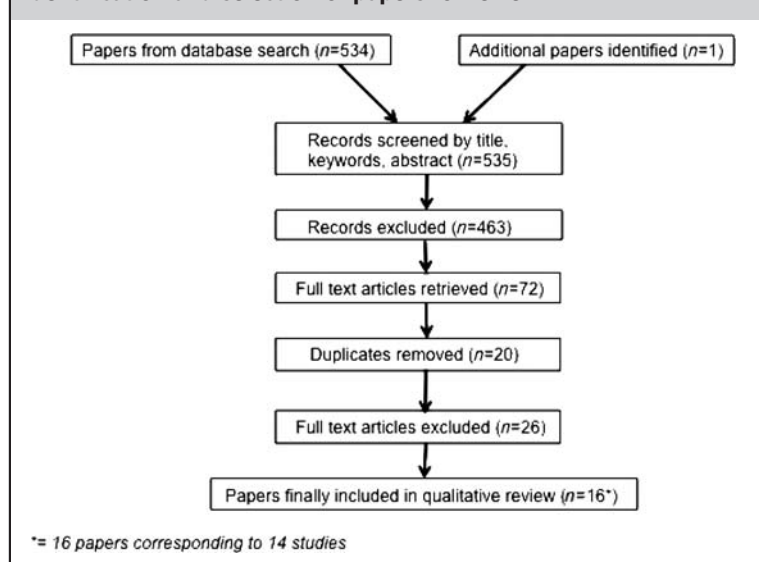 Papers from database search (n=534)
Additional papers identified (n=1)
Records screened by title,
keywords, abstract (n=535)
Records excluded (n=463)
Full text articles retrieved (n=72)
Duplicates removed (n=20)
Full text articles excluded (n=26)
Papers finally included in qualitative review (n=16*)
*= 16 papers corresponding to 14 studies